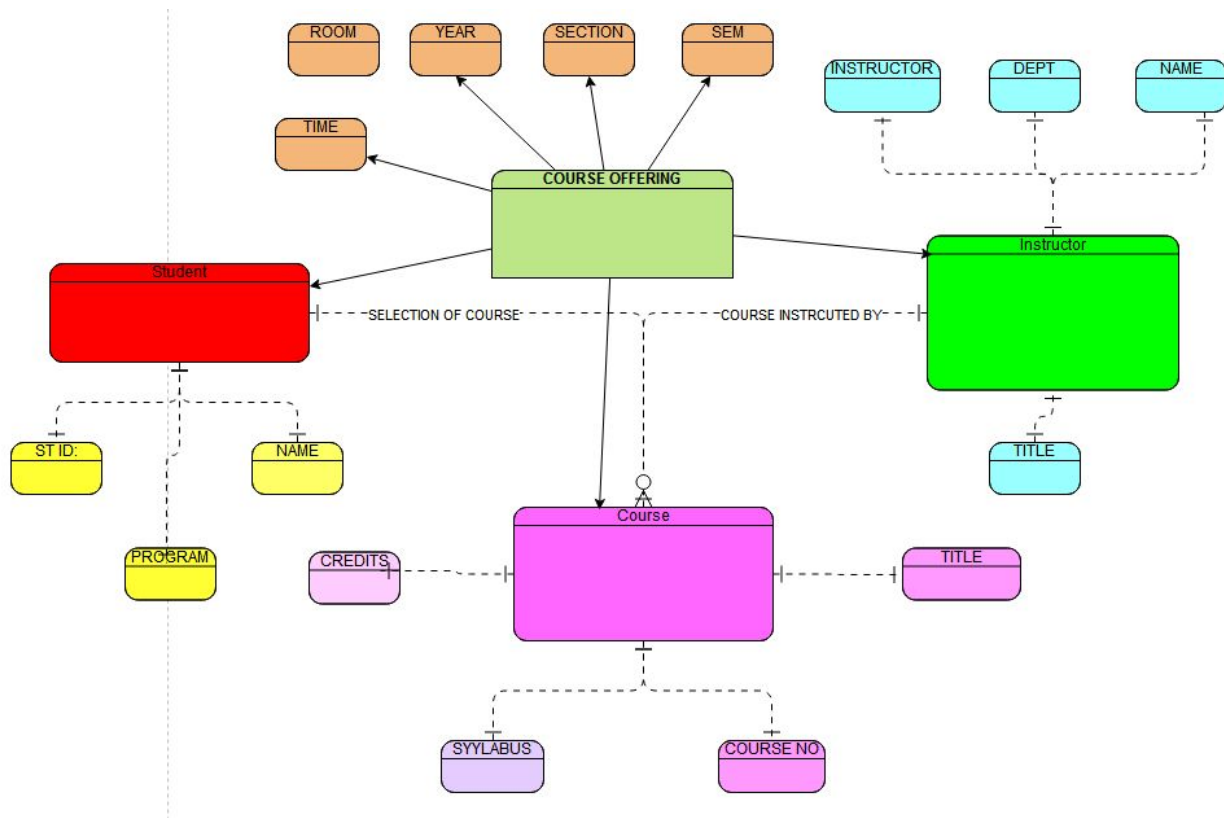 ROOM
YEAR
SECTION
SEM
INSTRUCTOR
DEPT
NAME
TIME
COURSE OFFERING
Instructor
Student
SELECTION OF COURSE
COURSE INSTRCUTED BY
ST ID:
NAME
TITLE
Course
PROGRAM
CREDITS
TITLE
SYYLABUS
COURSE NO